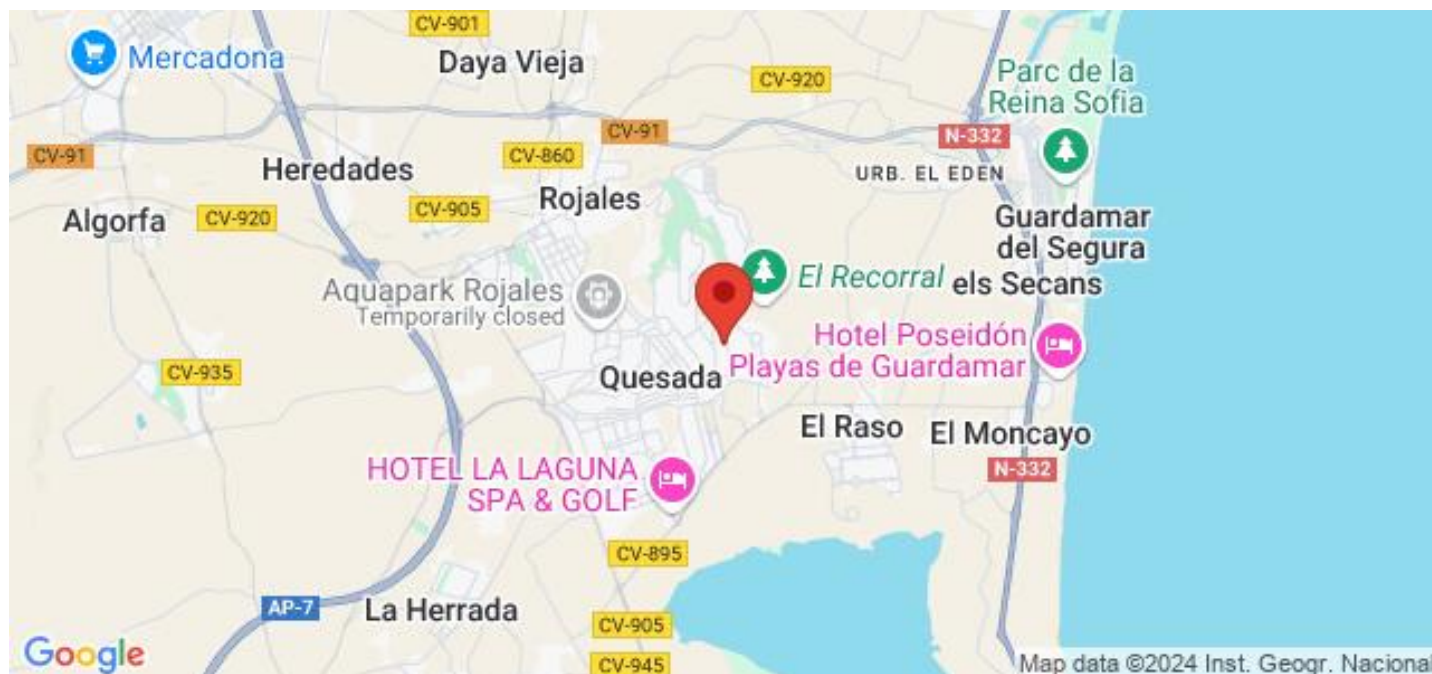 CV-901
Mercadona
Daya Vieja
CV-920
Parc de la
Reina Sofia
CV-91
N-332
CV-91
CV-860
Heredades
URB. EL EDEN
Rojales
CV-905
Algorfa
CV-920
Guardamar
del Segura
El Recorral
els Secans
Aquapark Rojales
Temporarily closed
Hotel Poseidón
Playas de Guardamar
CV-935
Quesada
El Raso
El Moncayo
HOTEL LA LAGUNA
SPA & GOLF
N-332
CV-895
AP-7
La Herrada
CV-905
CV-945
Google
Map data ©2024 Inst. Geogr. Nacional